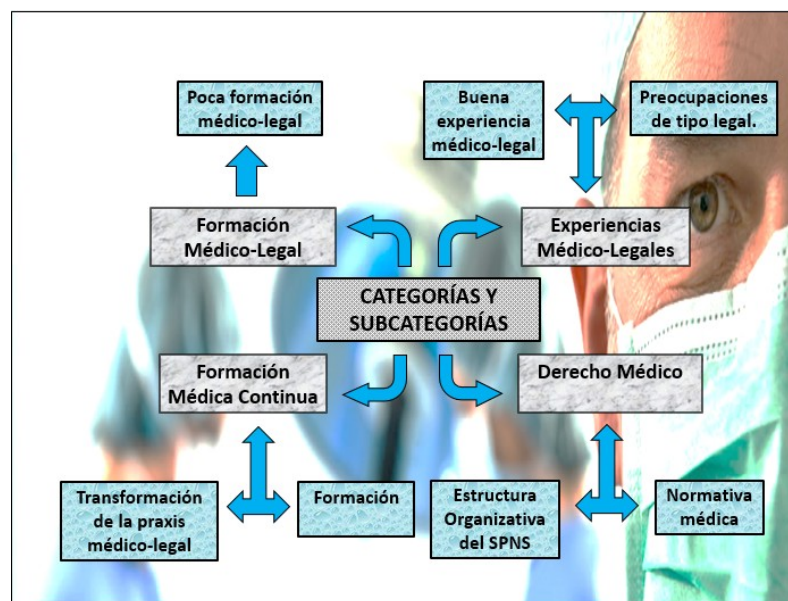 Poca formación
médico-legal
Buena
experiencia
médico-legal
Preocupaciones
de tipo legal.
Formación
Médico-Legal
Experiencias
Médico-Legales
CATEGORÍAS Y
SUBCATEGORÍAS
Formación
Médica Continua
Derecho Médico
Transformación
de la praxis
médico-legal
Formación
Estructura
Organizativa
del SPNS
Normativa
médica